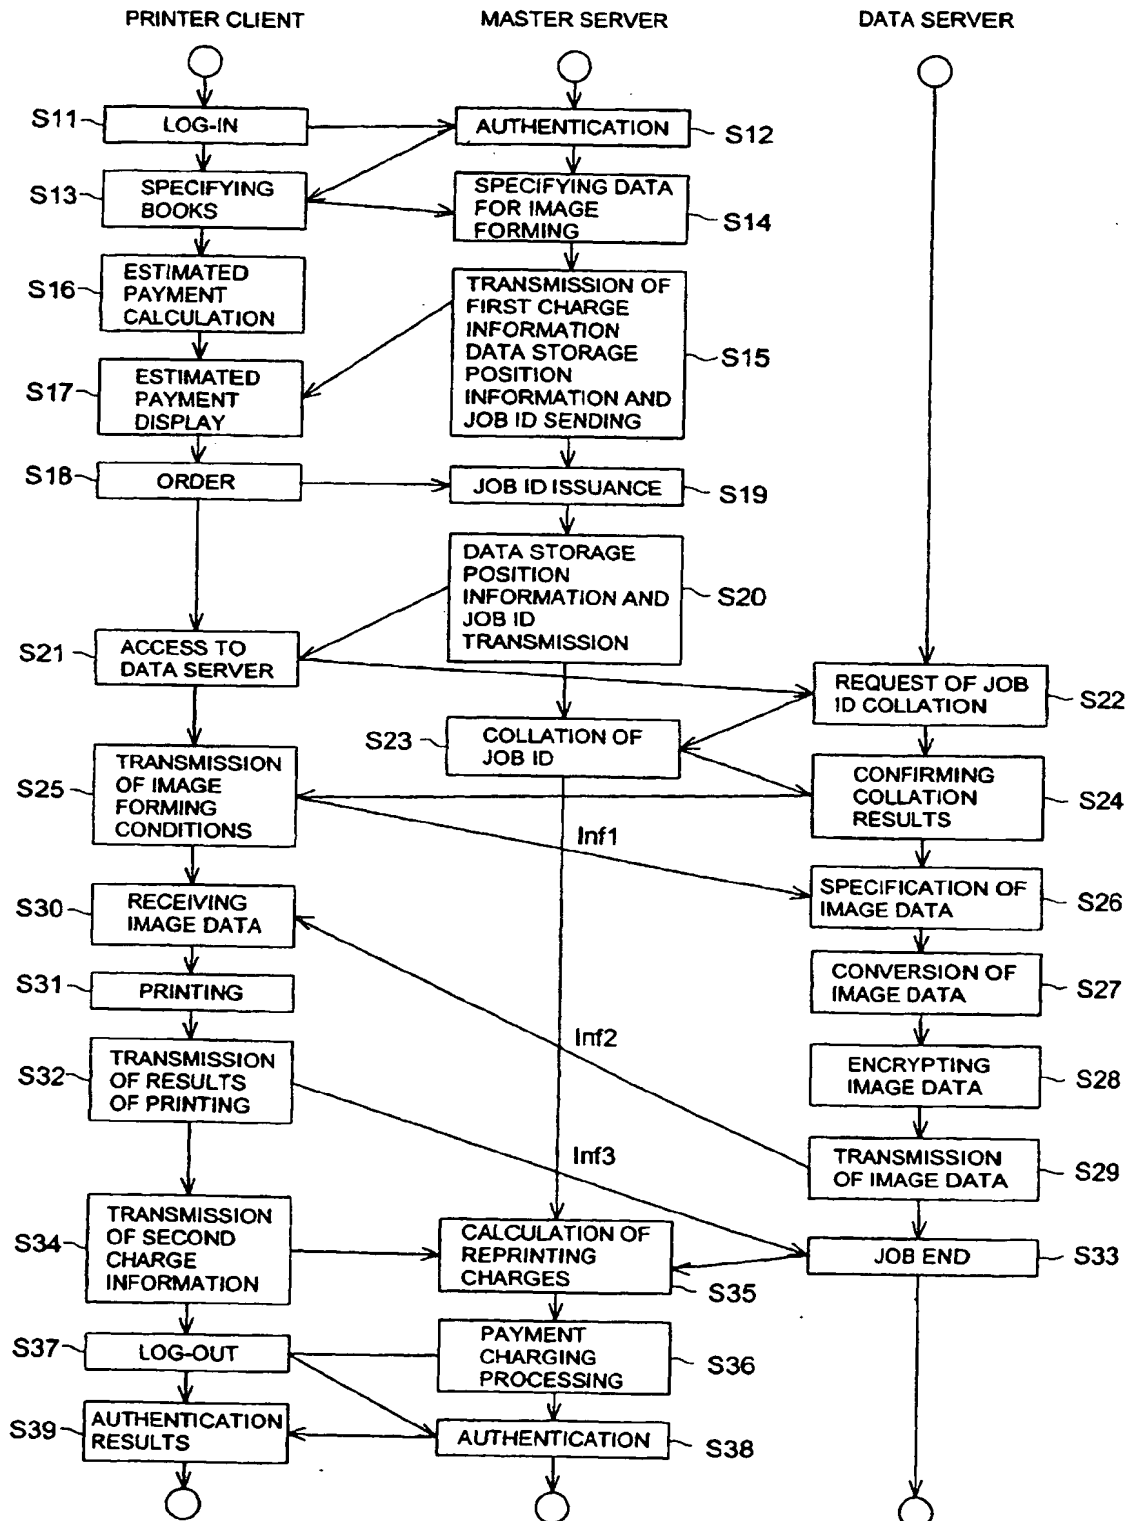 PRINTER CLIENT
MASTER SERVER
DATA SERVER
S11
LOG-IN
AUTHENTICATION
S12
S13
SPECIFYING
BOOKS
SPECIFYING DATA
FOR IMAGE
FORMING
S14
S16
ESTIMATED
PAYMENT
CALCULATION
TRANSMISSION OF
FIRST CHARGE
INFORMATION
DATA STORAGE
POSITION
INFORMATION AND
JOB ID SENDING
S15
S17
ESTIMATED
PAYMENT
DISPLAY
S18
ORDER
JOB ID ISSUANCE
S19
DATA STORAGE
POSITION
INFORMATION AND
JOB ID
TRANSMISSION
S20
S21
ACCESS TO
DATA SERVER
REQUEST OF JOB
ID COLLATION
S22
S23
COLLATION OF
JOB ID
S25
TRANSMISSION
OF IMAGE
FORMING
CONDITIONS
CONFIRMING
COLLATION
RESULTS
S24
Inf1
S30
RECEIVING
IMAGE DATA
SPECIFICATION OF
IMAGE DATA
S26
S31
PRINTING
CONVERSION OF
IMAGE DATA
S27
Inf2
S32
TRANSMISSION
OF RESULTS
OF PRINTING
ENCRYPTING
IMAGE DATA
S28
Inf3
TRANSMISSION
OF IMAGE DATA
S29
S34
TRANSMISSION
OF SECOND
CHARGE
INFORMATION
CALCULATION OF
REPRINTING
CHARGES
S35
JOB END
S33
S37
LOG-OUT
PAYMENT
CHARGING
PROCESSING
S36
S39
AUTHENTICATION
RESULTS
AUTHENTICATION
S38